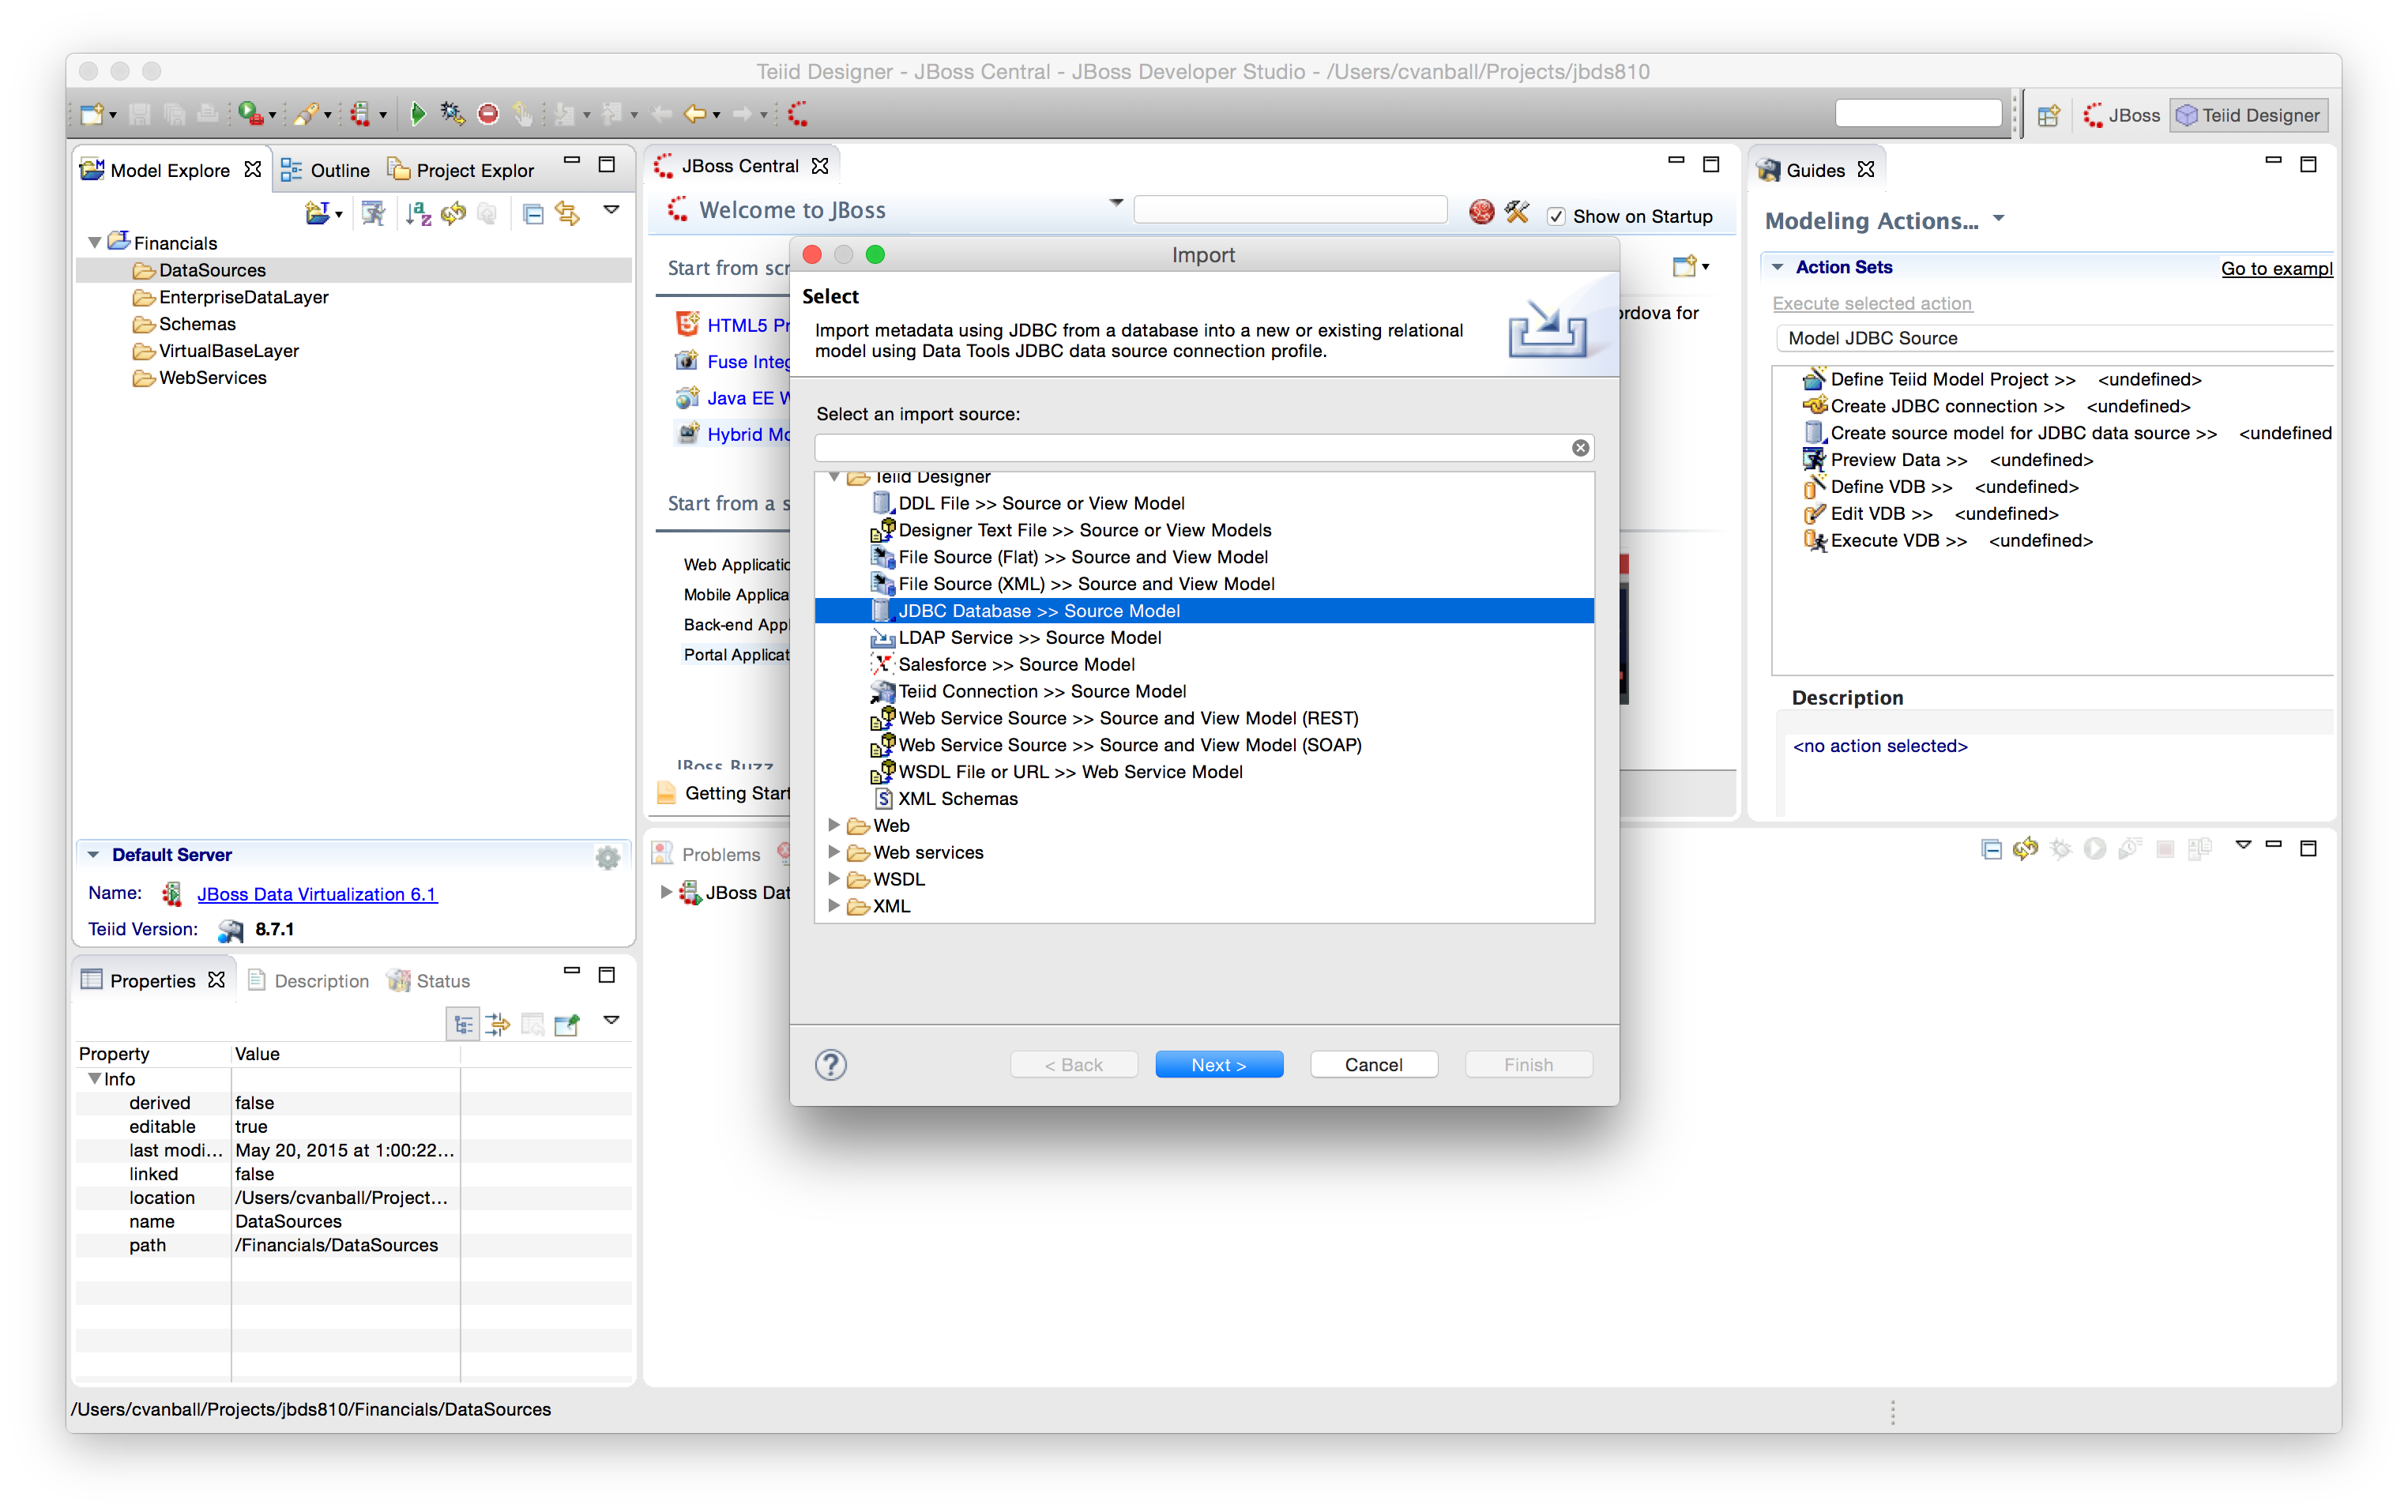 Teiid Designer - JBoss Central - JBoss Developer Studio - /Users/cvanball/Projects/jbds810
JBoss
Teiid Designer
Model Explore
Outline
Project Explor
Financials
DataSources
EnterpriseDataLayer
Schemas
VirtualBaseLayer
WebServices
JBoss Central
Welcome to JBoss
Show on Startup
Start from scr
HTML5 Pr
Fuse Integ
Java EE W
Hybrid Mo
ordova for
Start from a s
Web Applicatio
Mobile Applica
Back-end Appl
Portal Applicat
JBoss Buzz
Getting Start
Import
Select
Import metadata using JDBC from a database into a new or existing relational
model using Data Tools JDBC data source connection profile.
Select an import source:
Teiid Designer
DDL File >> Source or View Model
Designer Text File >> Source or View Models
File Source (Flat) >> Source and View Model
File Source (XML) >> Source and View Model
JDBC Database >> Source Model
LDAP Service >> Source Model
Salesforce >> Source Model
Teiid Connection >> Source Model
Web Service Source >> Source and View Model (REST)
Web Service Source >> Source and View Model (SOAP)
WSDL File or URL >> Web Service Model
XML Schemas
Web
Web services
WSDL
XML
< Back
Next >
Cancel
Finish
Guides
Modeling Actions...
Action Sets
Go to exampl
Execute selected action
Model JDBC Source
Define Teiid Model Project >> <undefined>
Create JDBC connection >> <undefined>
Create source model for JDBC data source >> <undefined
Preview Data >> <undefined>
Define VDB >> <undefined>
Edit VDB >> <undefined>
Execute VDB >> <undefined>
Description
<no action selected>
Default Server
Name: JBoss Data Virtualization 6.1
Teiid Version: 8.7.1
Problems
JBoss Dat
Properties
Description
Status
Property Value
Info
derived false
editable true
last modi... May 20, 2015 at 1:00:22...
linked false
location /Users/cvanball/Project...
name DataSources
path /Financials/DataSources
/Users/cvanball/Projects/jbds810/Financials/DataSources